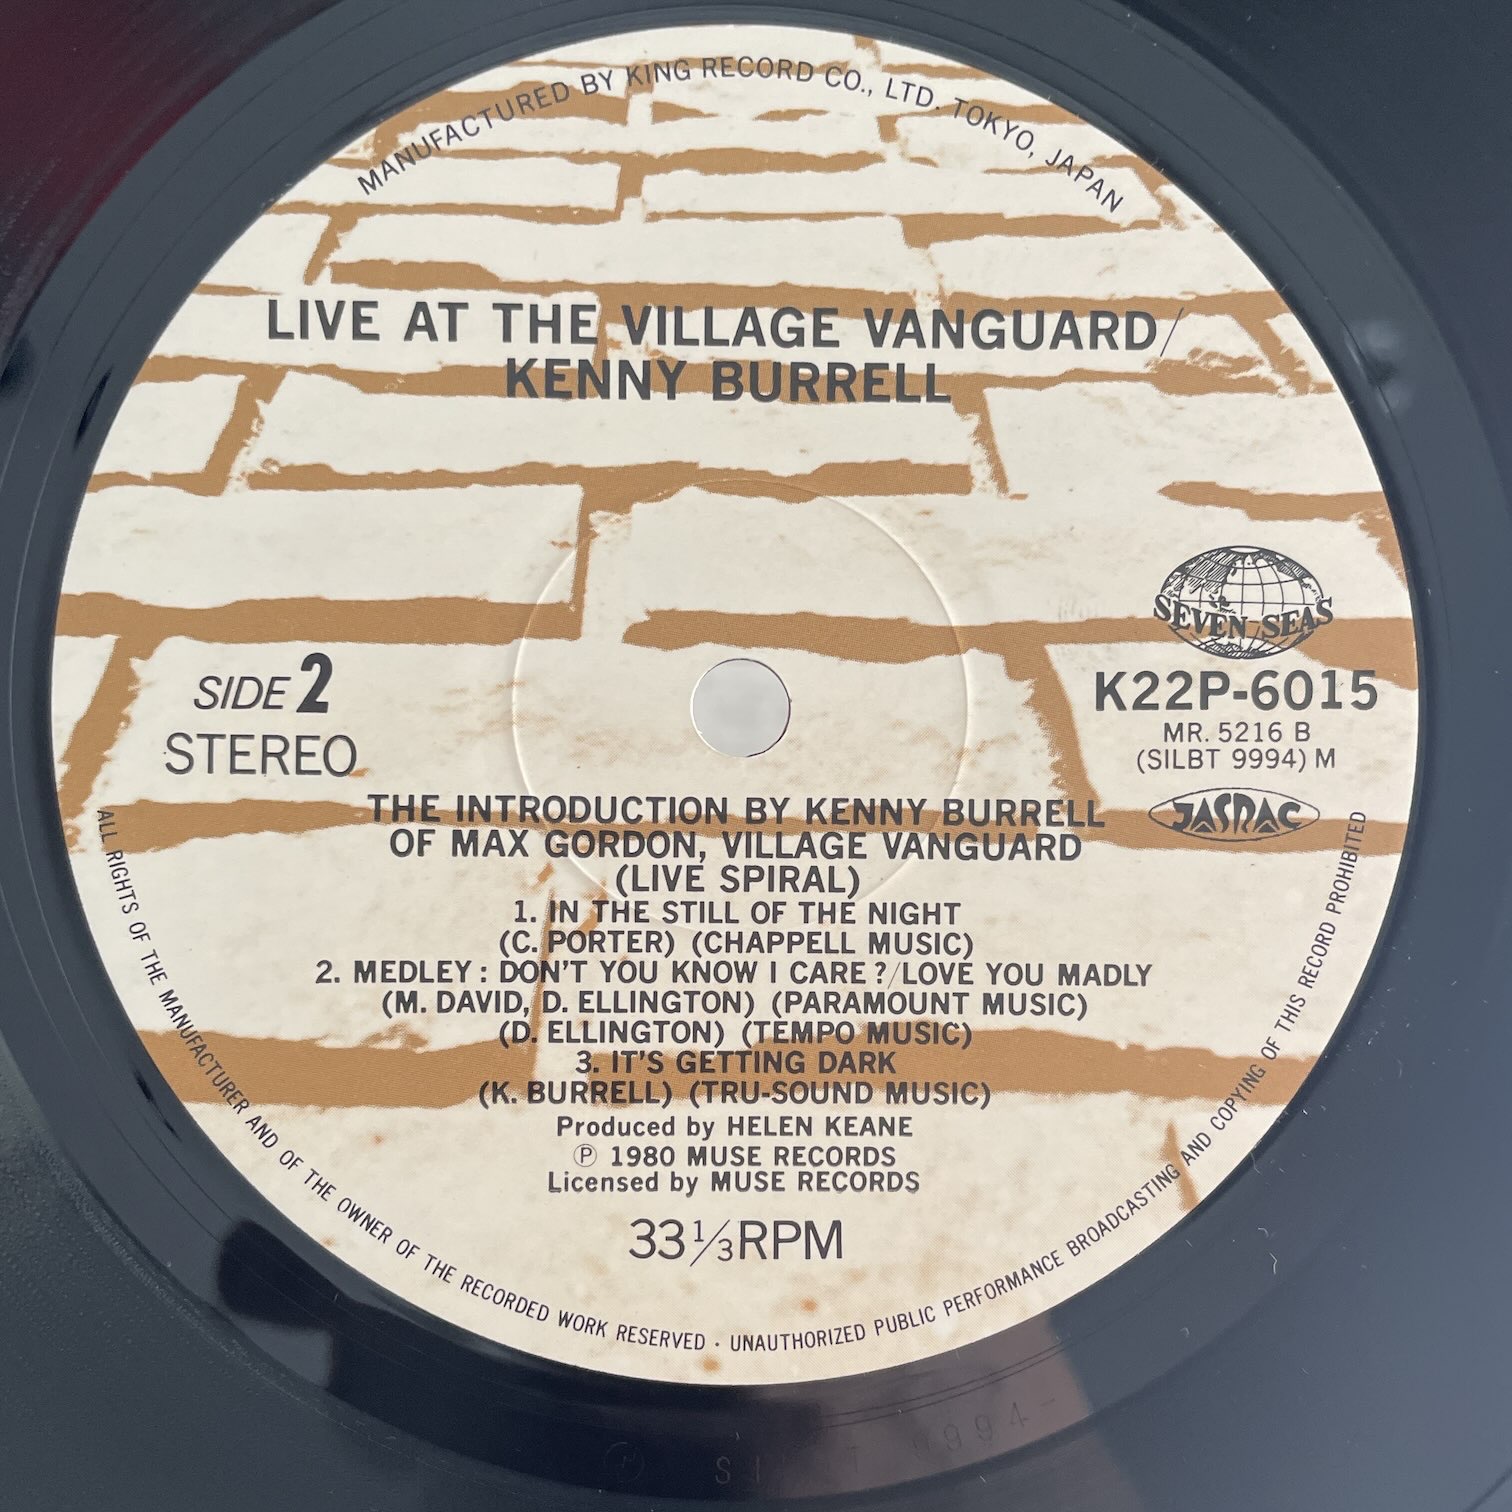 MANUFACTURED BY KING RECORD CO., LTD. TOKYO, JAPAN
LIVE AT THE VILLAGE VANGUARD/
KENNY BURRELL
SEVEN SEAS
SIDE 2
STEREO
K22P-6015
MR. 5216 B
(SILBT 9994) M
JASRAC
THE INTRODUCTION BY KENNY BURRELL
OF MAX GORDON, VILLAGE VANGUARD
(LIVE SPIRAL)
1. IN THE STILL OF THE NIGHT
(C. PORTER) (CHAPPELL MUSIC)
2. MEDLEY : DON'T YOU KNOW I CARE ?/LOVE YOU MADLY
(M. DAVID, D. ELLINGTON) (PARAMOUNT MUSIC)
(D. ELLINGTON) (TEMPO MUSIC)
3. IT'S GETTING DARK
(K. BURRELL) (TRU-SOUND MUSIC)
Produced by HELEN KEANE
Ⓟ 1980 MUSE RECORDS
Licensed by MUSE RECORDS
33 1/3 RPM
ALL RIGHTS OF THE MANUFACTURER AND OF THE OWNER OF THE RECORDED WORK RESERVED · UNAUTHORIZED PUBLIC PERFORMANCE BROADCASTING AND COPYING OF THIS RECORD PROHIBITED